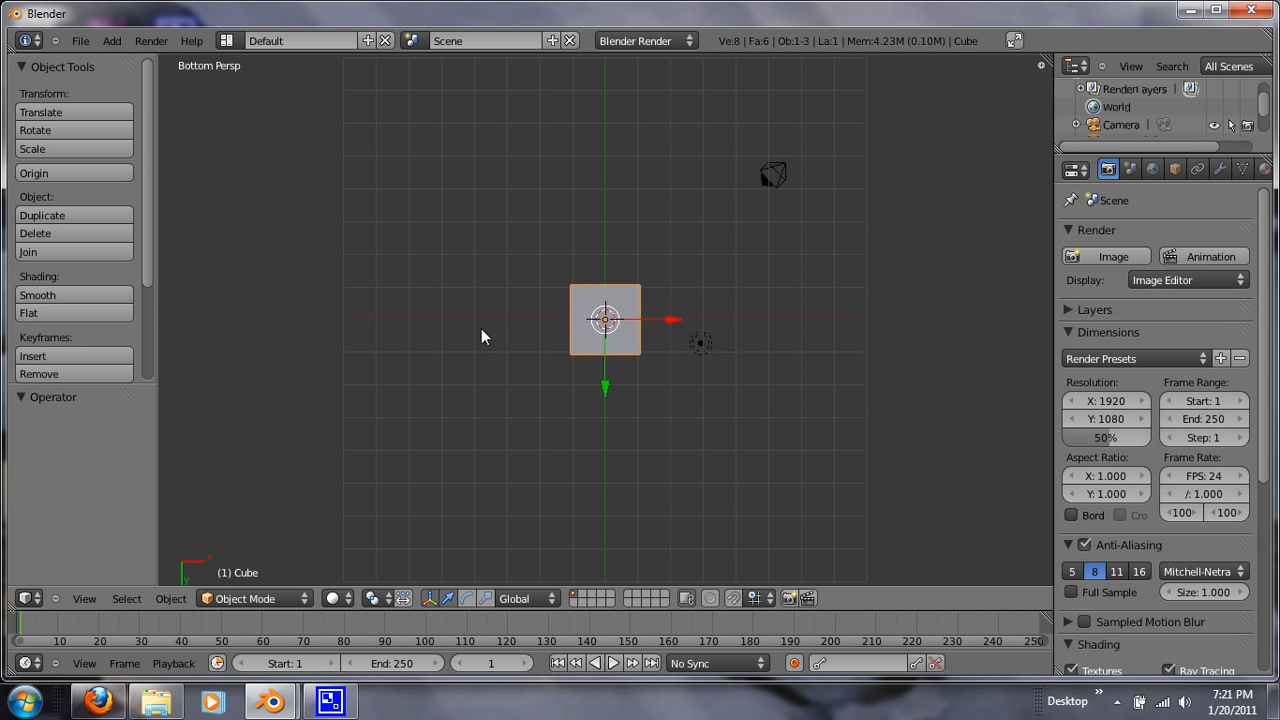 Blender
File Add Render Help Default Scene Blender Render Ve:8 | Fa:6 | Ob:1-3 | La:1 | Mem:4.23M (0.10M) | Cube
Object Tools
Transform:
Translate
Rotate
Scale
Origin
Object:
Duplicate
Delete
Join
Shading:
Smooth
Flat
Keyframes:
Insert
Remove
Operator
Bottom Persp
(1) Cube
View Select Object Object Mode Global
10 20 30 40 50 60 70 80 90 100 110 120 130 140 150 160 170 180 190 200 210 220 230 240 250
View Frame Playback Start: 1 End: 250 1 No Sync
View Search All Scenes
RenderLayers
World
Camera
Scene
Render
Image Animation
Display: Image Editor
Layers
Dimensions
Render Presets
Resolution: Frame Range:
X: 1920 Start: 1
Y: 1080 End: 250
50% Step: 1
Aspect Ratio: Frame Rate:
X: 1.000 FPS: 24
Y: 1.000 /: 1.000
Bord Cro 100 100
Anti-Aliasing
5 8 11 16 Mitchell-Netra
Full Sample Size: 1.000
Sampled Motion Blur
Shading
Textures Ray Tracing
Desktop
7:21 PM
1/20/2011